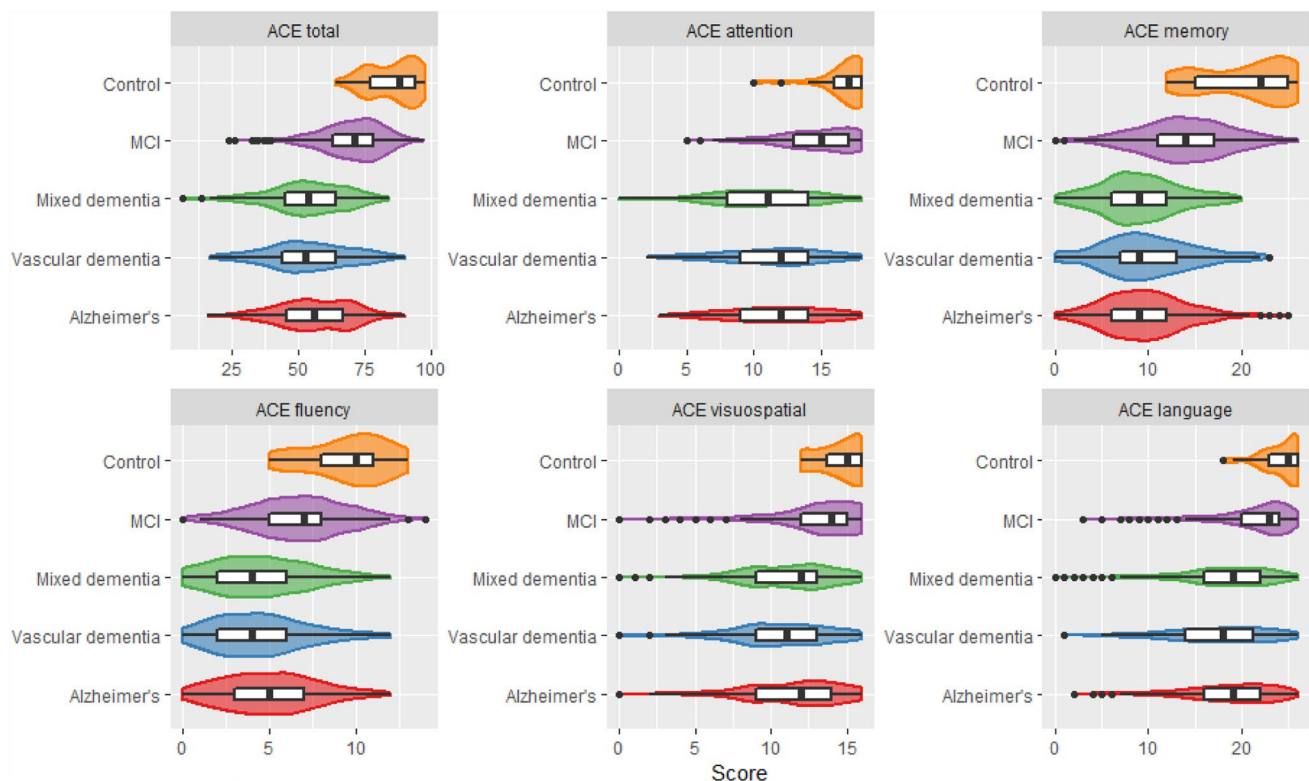 ACE total
Control
MCI
Mixed dementia
Vascular dementia
Alzheimer's
25 50 75 100
ACE attention
Control
MCI
Mixed dementia
Vascular dementia
Alzheimer's
0 5 10 15
ACE memory
Control
MCI
Mixed dementia
Vascular dementia
Alzheimer's
0 10 20
ACE fluency
Control
MCI
Mixed dementia
Vascular dementia
Alzheimer's
0 5 10
ACE visuospatial
Control
MCI
Mixed dementia
Vascular dementia
Alzheimer's
0 5 10 15
ACE language
Control
MCI
Mixed dementia
Vascular dementia
Alzheimer's
0 10 20
Score